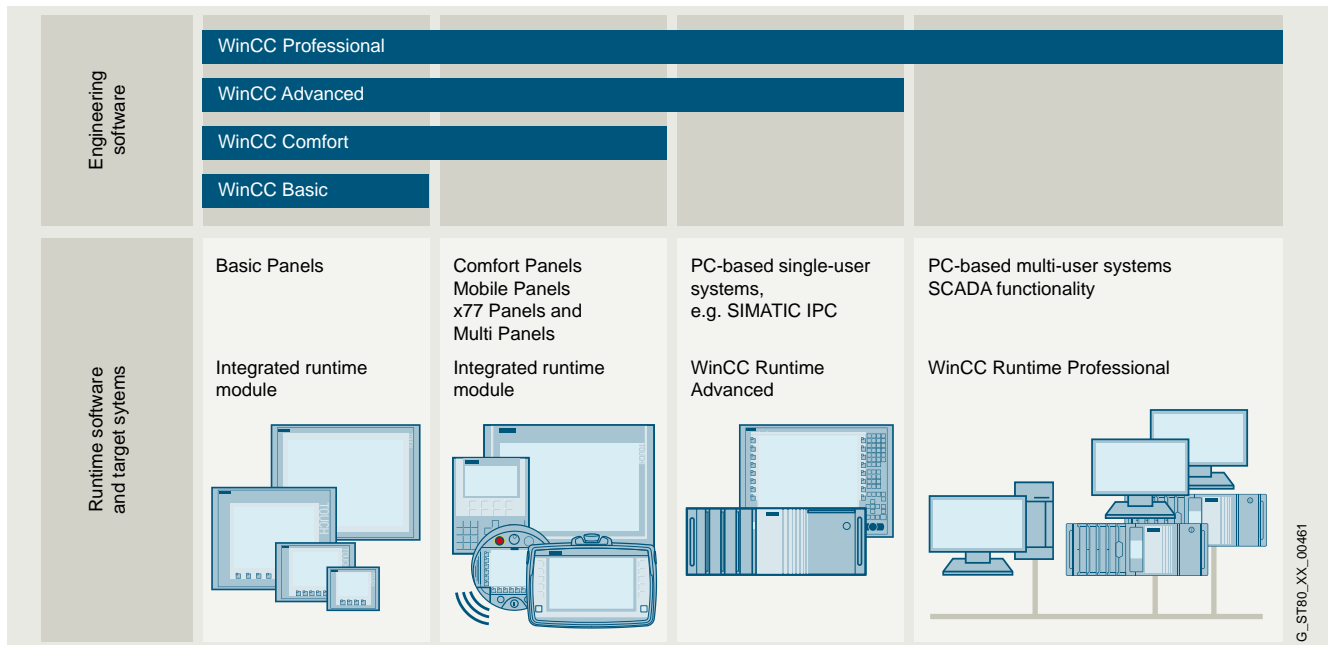 Engineering
software
WinCC Professional
WinCC Advanced
WinCC Comfort
WinCC Basic
Runtime software
and target sytems
Basic Panels
Integrated runtime
module
Comfort Panels
Mobile Panels
x77 Panels and
Multi Panels
Integrated runtime
module
PC-based single-user
systems,
e.g. SIMATIC IPC
WinCC Runtime
Advanced
PC-based multi-user systems
SCADA functionality
WinCC Runtime Professional
TOUCH
TOUCH
G_ST80_XX_00461